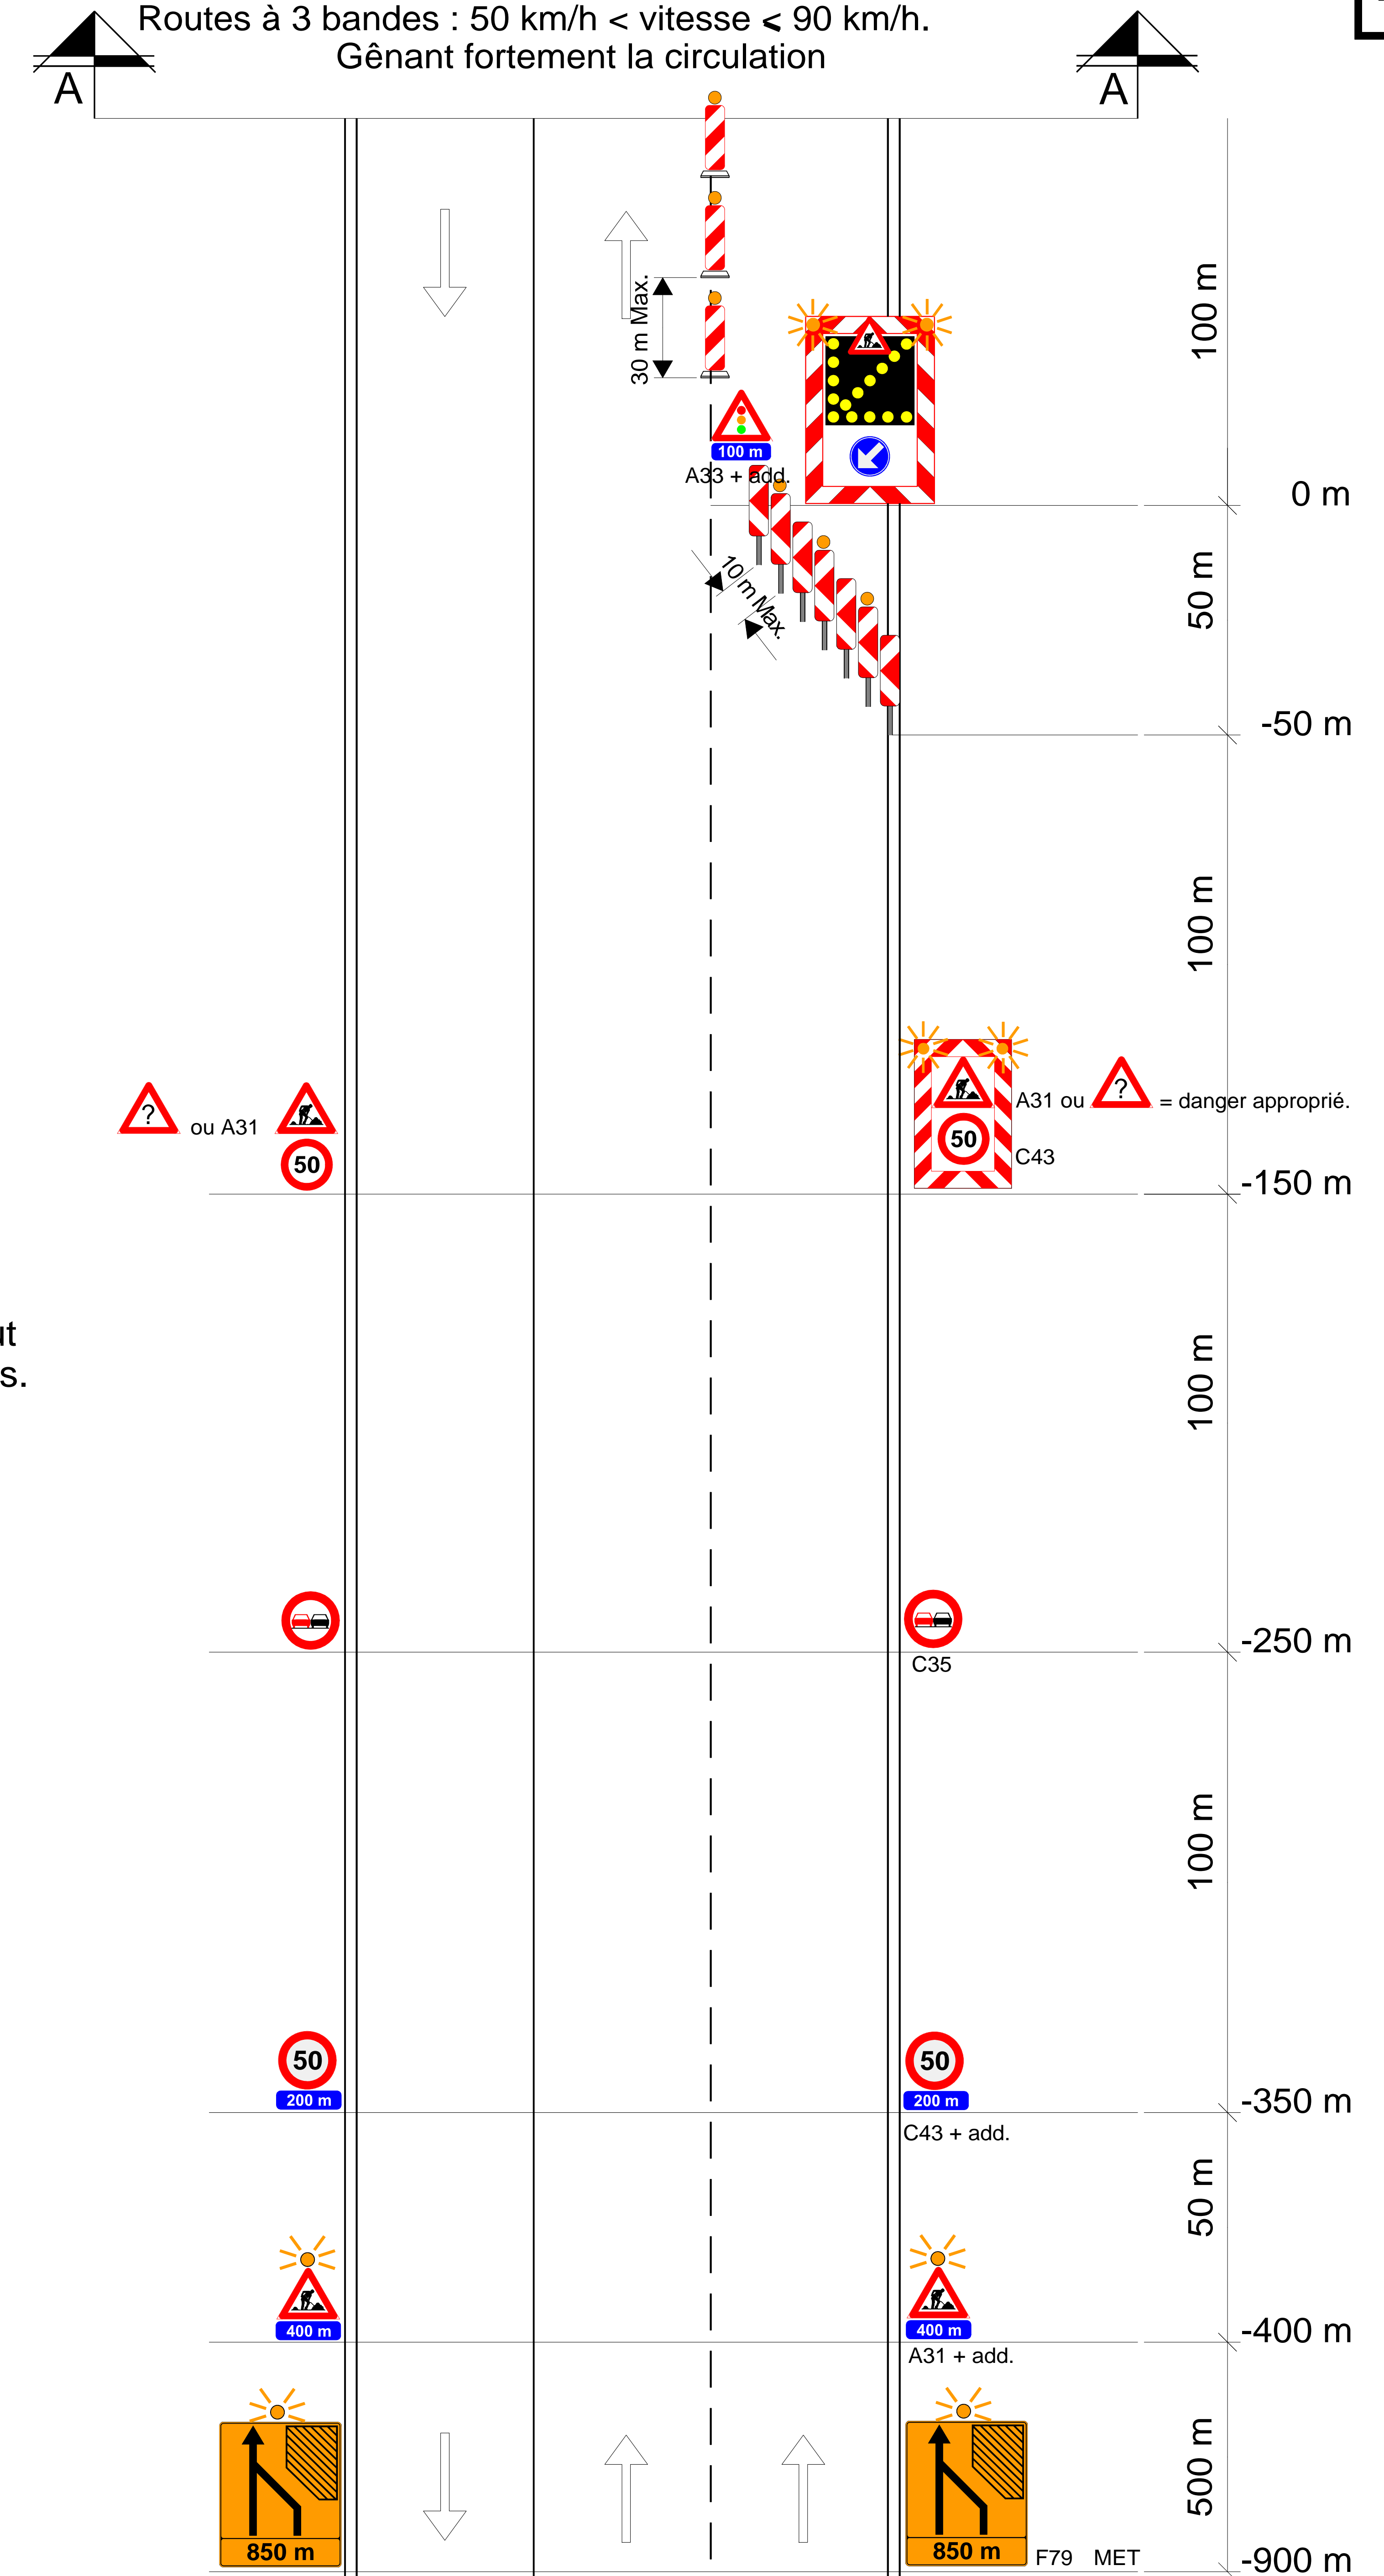 Routes à 3 bandes : 50 km/h < vitesse ≤ 90 km/h.
Gênant fortement la circulation
A
A
30 m Max.
100 m
100 m
A33 + add.
0 m
10 m Max.
50 m
-50 m
100 m
?
ou A31
50
A31 ou
?
= danger approprié.
50
C43
-150 m
ut
s.
100 m
-250 m
C35
100 m
50
200 m
50
200 m
-350 m
C43 + add.
50 m
400 m
400 m
-400 m
A31 + add.
500 m
850 m
850 m
F79 MET
-900 m